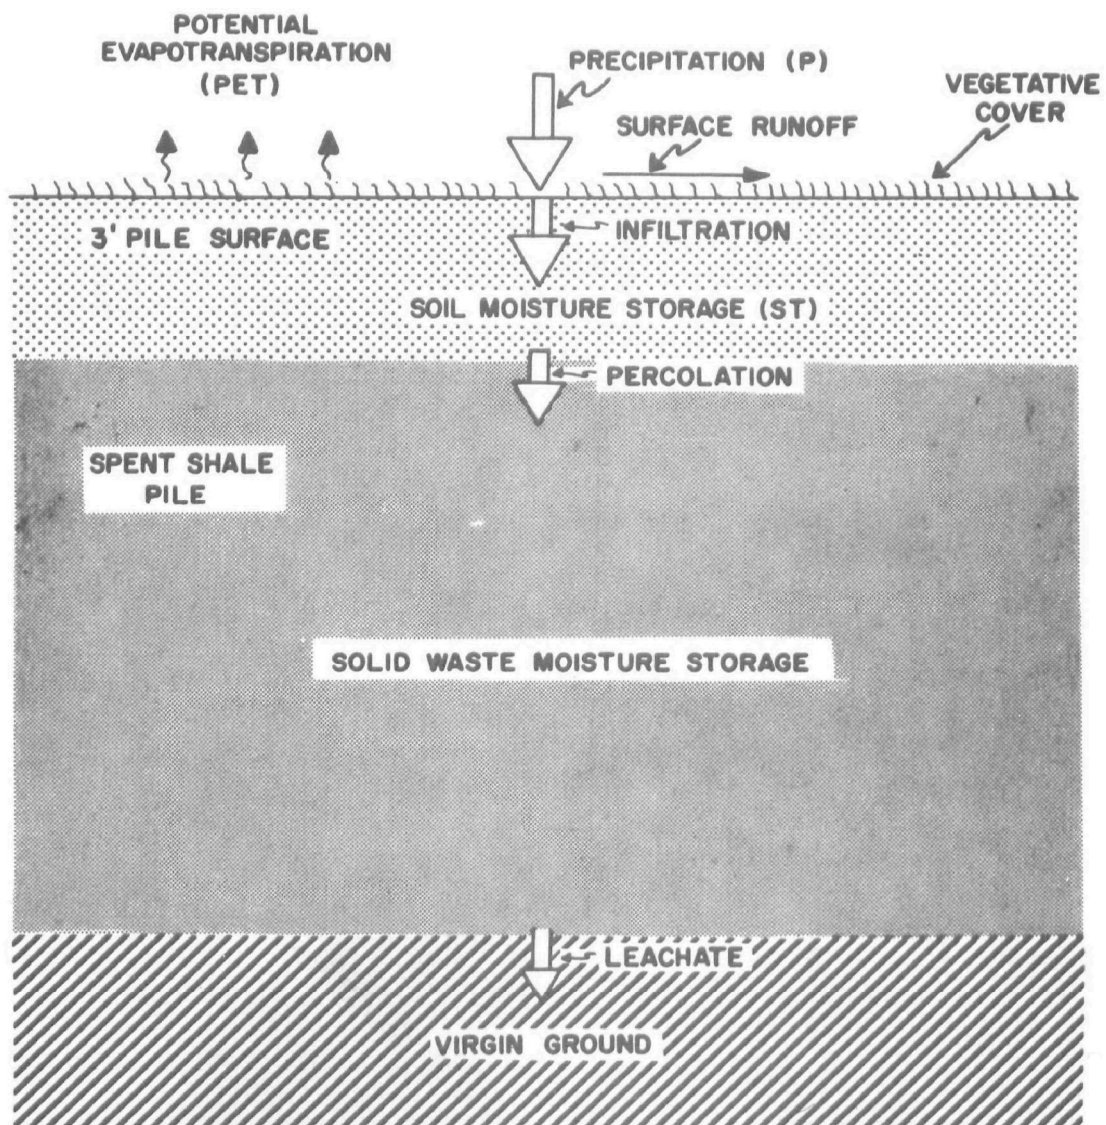 POTENTIAL
EVAPOTRANSPIRATION
(PET)
PRECIPITATION (P)
VEGETATIVE
COVER
SURFACE RUNOFF
3' PILE SURFACE
INFILTRATION
SOIL MOISTURE STORAGE (ST)
PERCOLATION
SPENT SHALE
PILE
SOLID WASTE MOISTURE STORAGE
LEACHATE
VIRGIN GROUND